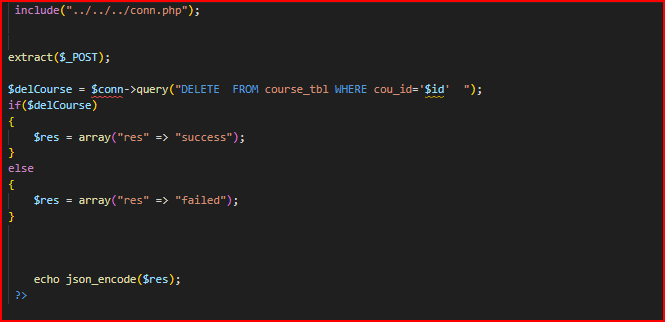 include("../../../conn.php");
extract($_POST);
$delCourse = $conn->query("DELETE  FROM course_tbl WHERE cou_id='$id'  ");
if($delCourse)
{
$res = array("res" => "success");
}
else
{
$res = array("res" => "failed");
}
echo json_encode($res);
?>